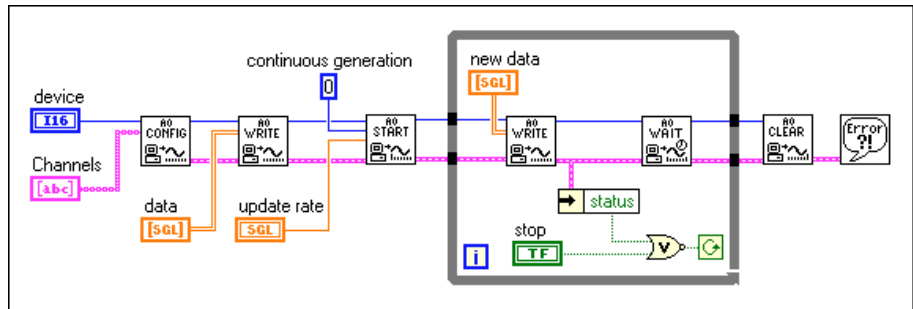 continuous generation
0
new data
[SGL]
device
I16
AO
CONFIG
AO
WRITE
AO
START
AO
WRITE
AO
WAIT
AO
CLEAR
Error
?!
Channels
[abc]
data
[SGL]
update rate
SGL
status
stop
TF
V
i